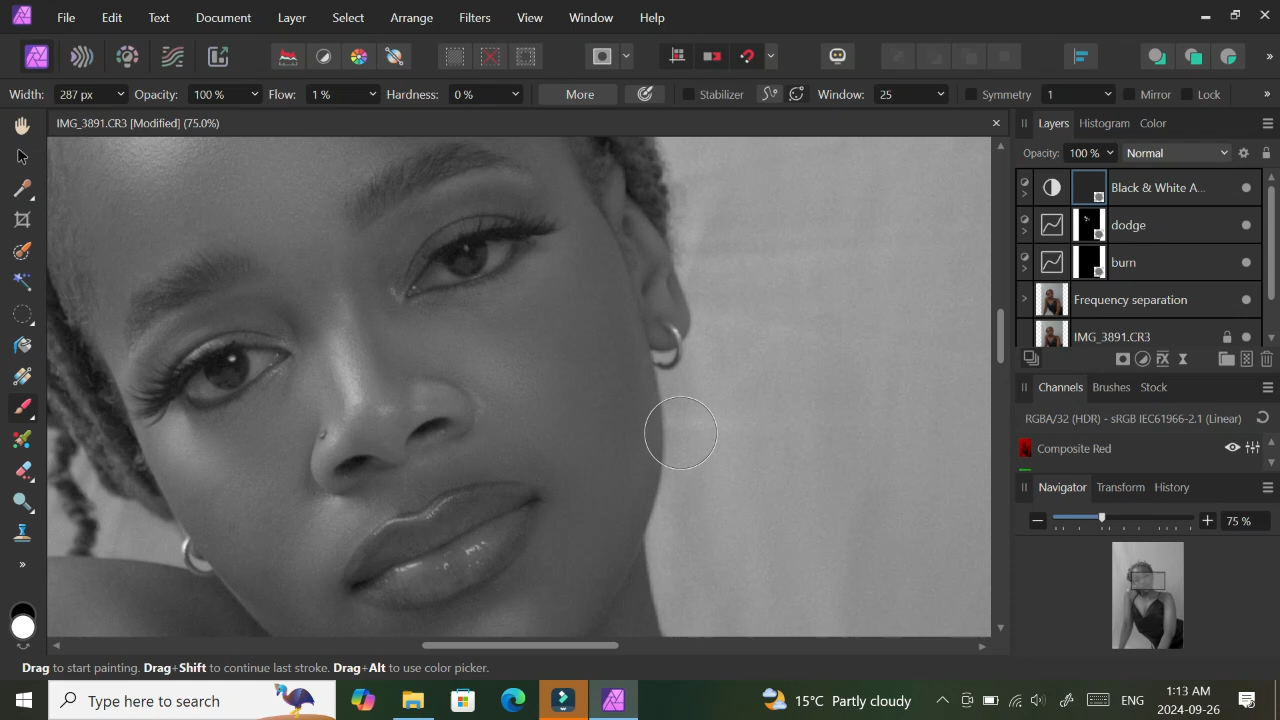 File Edit Text Document Layer Select Arrange Filters View Window Help
Width: 287 px Opacity: 100 % Flow: 1 % Hardness: 0 % More Stabilizer Window: 25 Symmetry 1 Mirror Lock
IMG_3891.CR3 [Modified] (75.0%)
Layers Histogram Color
Opacity: 100 % Normal
Black & White A...
dodge
burn
Frequency separation
IMG_3891.CR3
Channels Brushes Stock
RGBA/32 (HDR) - sRGB IEC61966-2.1 (Linear)
Composite Red
Navigator Transform History
75 %
Drag to start painting. Drag+Shift to continue last stroke. Drag+Alt to use color picker.
Type here to search
15°C Partly cloudy
ENG
1:13 AM
2024-09-26